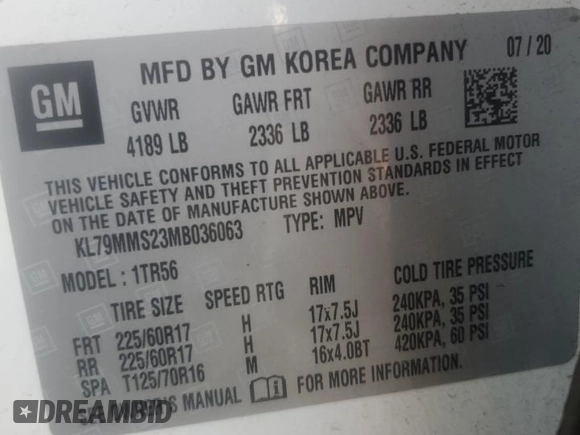 GM
MFD BY GM KOREA COMPANY 07 / 20
GVWR GAWR FRT GAWR RR
4189 LB 2336 LB 2336 LB
THIS VEHICLE CONFORMS TO ALL APPLICABLE U.S. FEDERAL MOTOR
VEHICLE SAFETY AND THEFT PREVENTION STANDARDS IN EFFECT
ON THE DATE OF MANUFACTURE SHOWN ABOVE.
KL79MMS23MB036063 TYPE: MPV
MODEL : 1TR56
TIRE SIZE SPEED RTG RIM COLD TIRE PRESSURE
FRT 225/60R17 H 17x7.5J 240KPA, 35 PSI
RR 225/60R17 H 17x7.5J 240KPA, 35 PSI
SPA T125/70R16 M 16x4.0BT 420KPA, 60 PSI
MANUAL FOR MORE INFORMATION.
DREAMBID